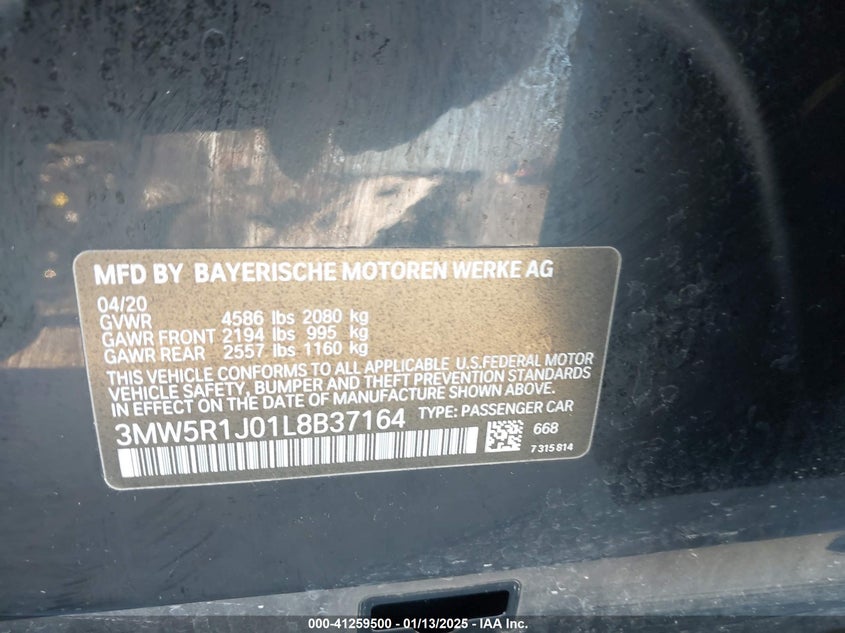 MFD BY BAYERISCHE MOTOREN WERKE AG
04/20
GVWR 4586 lbs 2080 kg
GAWR FRONT 2194 lbs 995 kg
GAWR REAR 2557 lbs 1160 kg
THIS VEHICLE CONFORMS TO ALL APPLICABLE U.S.FEDERAL MOTOR
VEHICLE SAFETY, BUMPER AND THEFT PREVENTION STANDARDS
IN EFFECT ON THE DATE OF MANUFACTURE SHOWN ABOVE.
3MW5R1J01L8B37164 TYPE: PASSENGER CAR
668
7315814
000-41259500 - 01/13/2025 - IAA Inc.